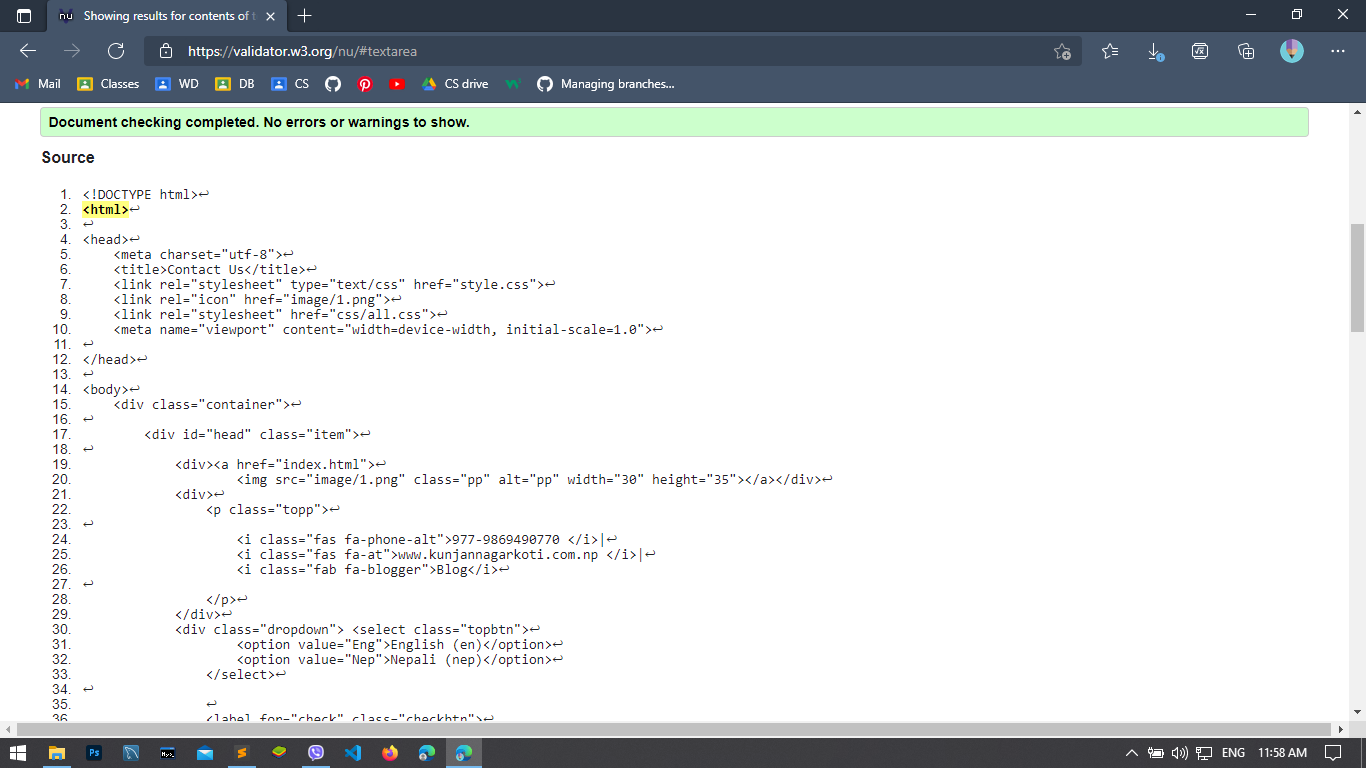 Showing results for contents of t
https://validator.w3.org/nu/#textarea
Mail Classes WD DB CS CS drive Managing branches...
Document checking completed. No errors or warnings to show.
Source
1. <!DOCTYPE html>↩
2. <html>↩
3. ↩
4. <head>↩
5. <meta charset="utf-8">↩
6. <title>Contact Us</title>↩
7. <link rel="stylesheet" type="text/css" href="style.css">↩
8. <link rel="icon" href="image/1.png">↩
9. <link rel="stylesheet" href="css/all.css">↩
10. <meta name="viewport" content="width=device-width, initial-scale=1.0">↩
11. ↩
12. </head>↩
13. ↩
14. <body>↩
15. <div class="container">↩
16. ↩
17. <div id="head" class="item">↩
18. ↩
19. <div><a href="index.html">↩
20. <img src="image/1.png" class="pp" alt="pp" width="30" height="35"></a></div>↩
21. <div>↩
22. <p class="topp">↩
23. ↩
24. <i class="fas fa-phone-alt">977-9869490770 </i>|↩
25. <i class="fas fa-at">www.kunjannagarkoti.com.np </i>|↩
26. <i class="fab fa-blogger">Blog</i>↩
27. ↩
28. </p>↩
29. </div>↩
30. <div class="dropdown"> <select class="topbtn">↩
31. <option value="Eng">English (en)</option>↩
32. <option value="Nep">Nepali (nep)</option>↩
33. </select>↩
34. ↩
35. ↩
36. <label for="check" class="checkbtn">↩
ENG 11:58 AM